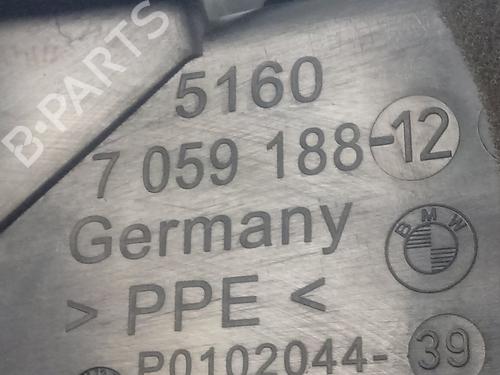 B-PARTS
5160
7 059 188-12
Germany
BMW
> PPE <
P0102044-39